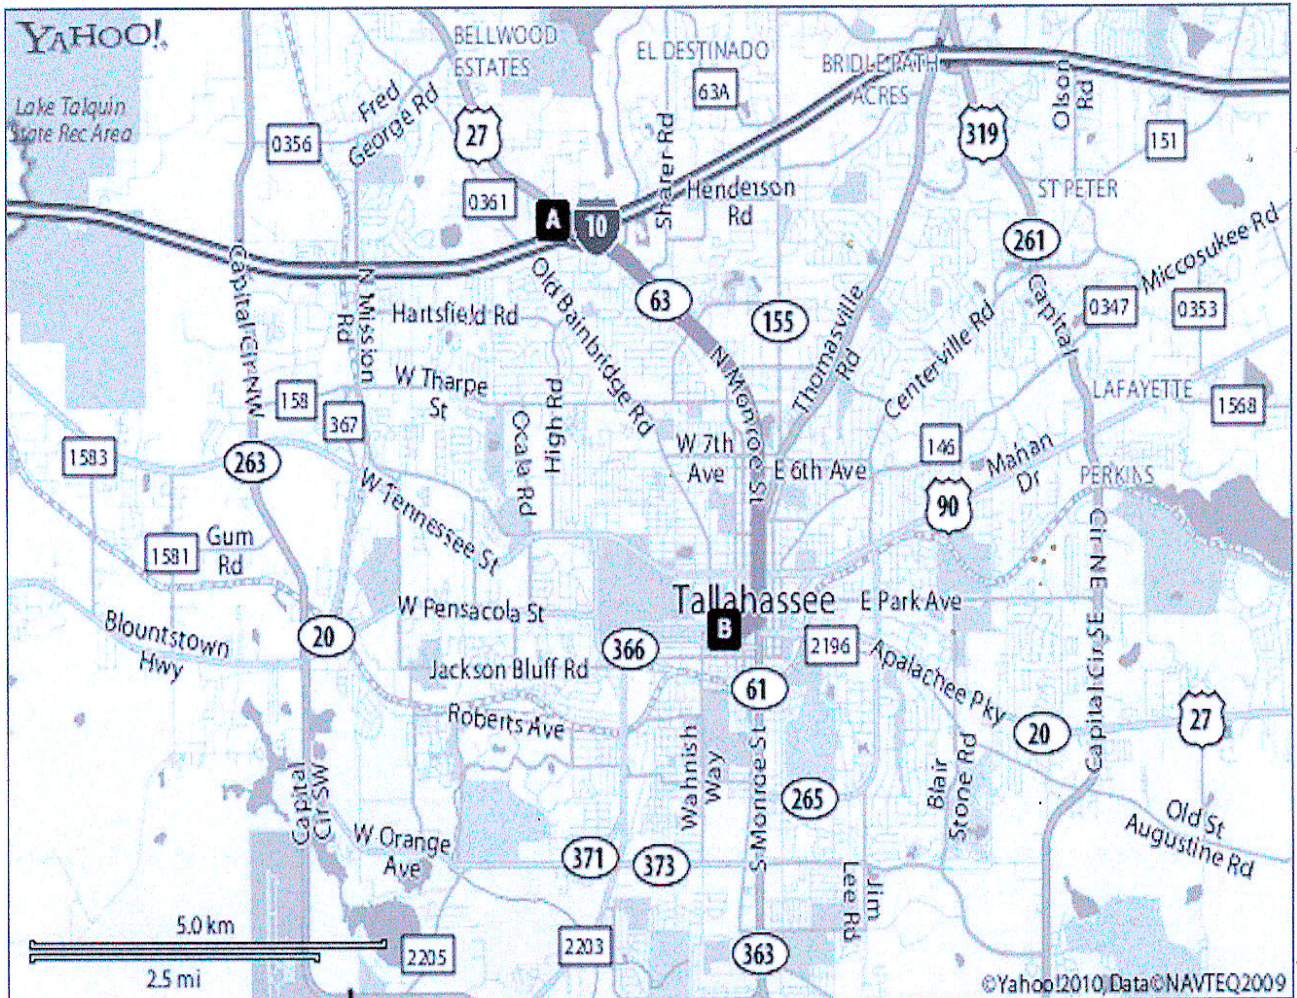 YAHOO!
BELLWOOD
ESTATES
EL DESTINADO
BRIDLE PATH
ACRES
63A
Olson
Rd
Lake Talquin
State Rec Area
Fred
George Rd
27
0356
319
151
Sharer Rd
Henderson
Rd
ST PETER
0361
A
10
261
Miccosukee Rd
Capital Cir NW
N Mission
Rd
Hartsfield Rd
Old Bainbridge Rd
63
155
Thomasville
Rd
Centerville Rd
Capital
0347
0353
N Monroe St
W Tharpe
St
158
367
Ocala Rd
High Rd
LAFAYETTE
1568
1583
263
W 7th
Ave
E 6th Ave
146
Mahan
Dr
PERKINS
90
W Tennessee St
Cir NE
1581
Gum
Rd
Tallahassee
E Park Ave
W Pensacola St
B
Blountstown
Hwy
20
366
2196
Jackson Bluff Rd
Apalachee Pky
Capital Cir SE
61
Roberts Ave
20
27
Wahnish
Way
S Monroe St
265
Blair
Stone Rd
Capital
Cir SW
Old St
Augustine Rd
W Orange
Ave
371
373
Jim
Lee Rd
5.0 km
2.5 mi
2205
2203
363
©Yahoo!2010,Data©NAVTEQ2009